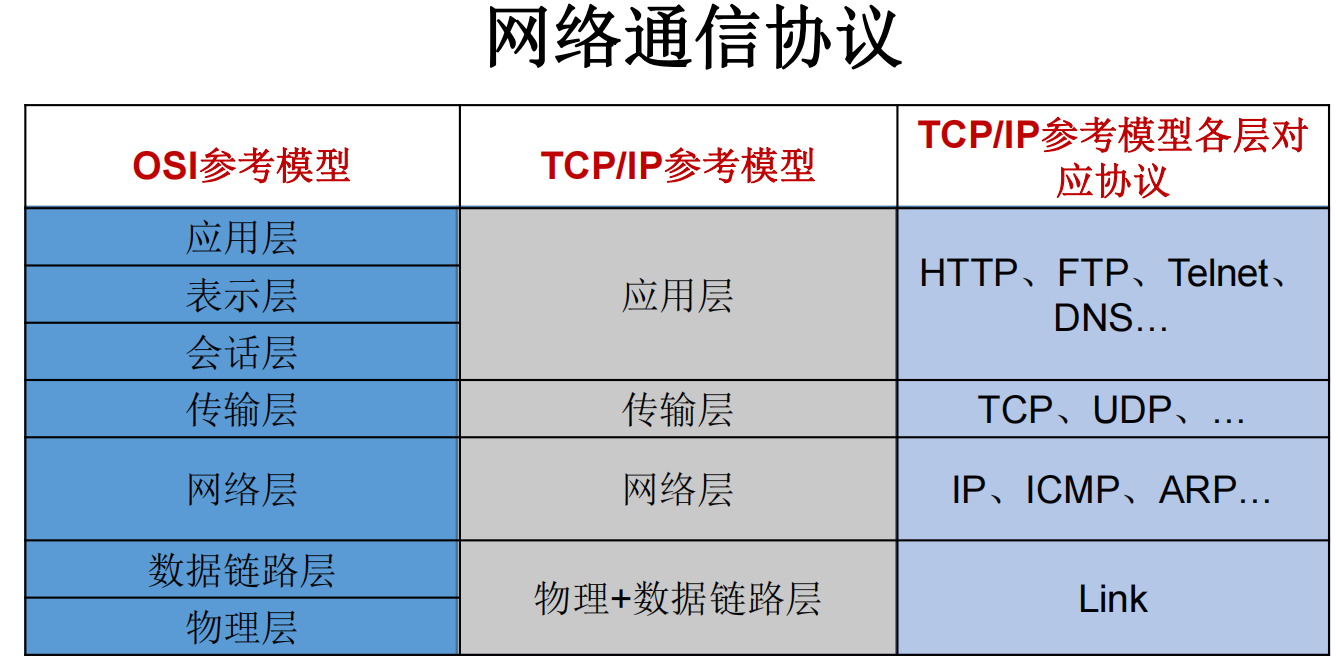 网络通信协议
OSI参考模型
TCP/IP参考模型
TCP/IP参考模型各层对
应协议
应用层
表示层
会话层
应用层
HTTP、FTP、Telnet、
DNS…
传输层
传输层
TCP、UDP、…
网络层
网络层
IP、ICMP、ARP…
数据链路层
物理层
物理+数据链路层
Link